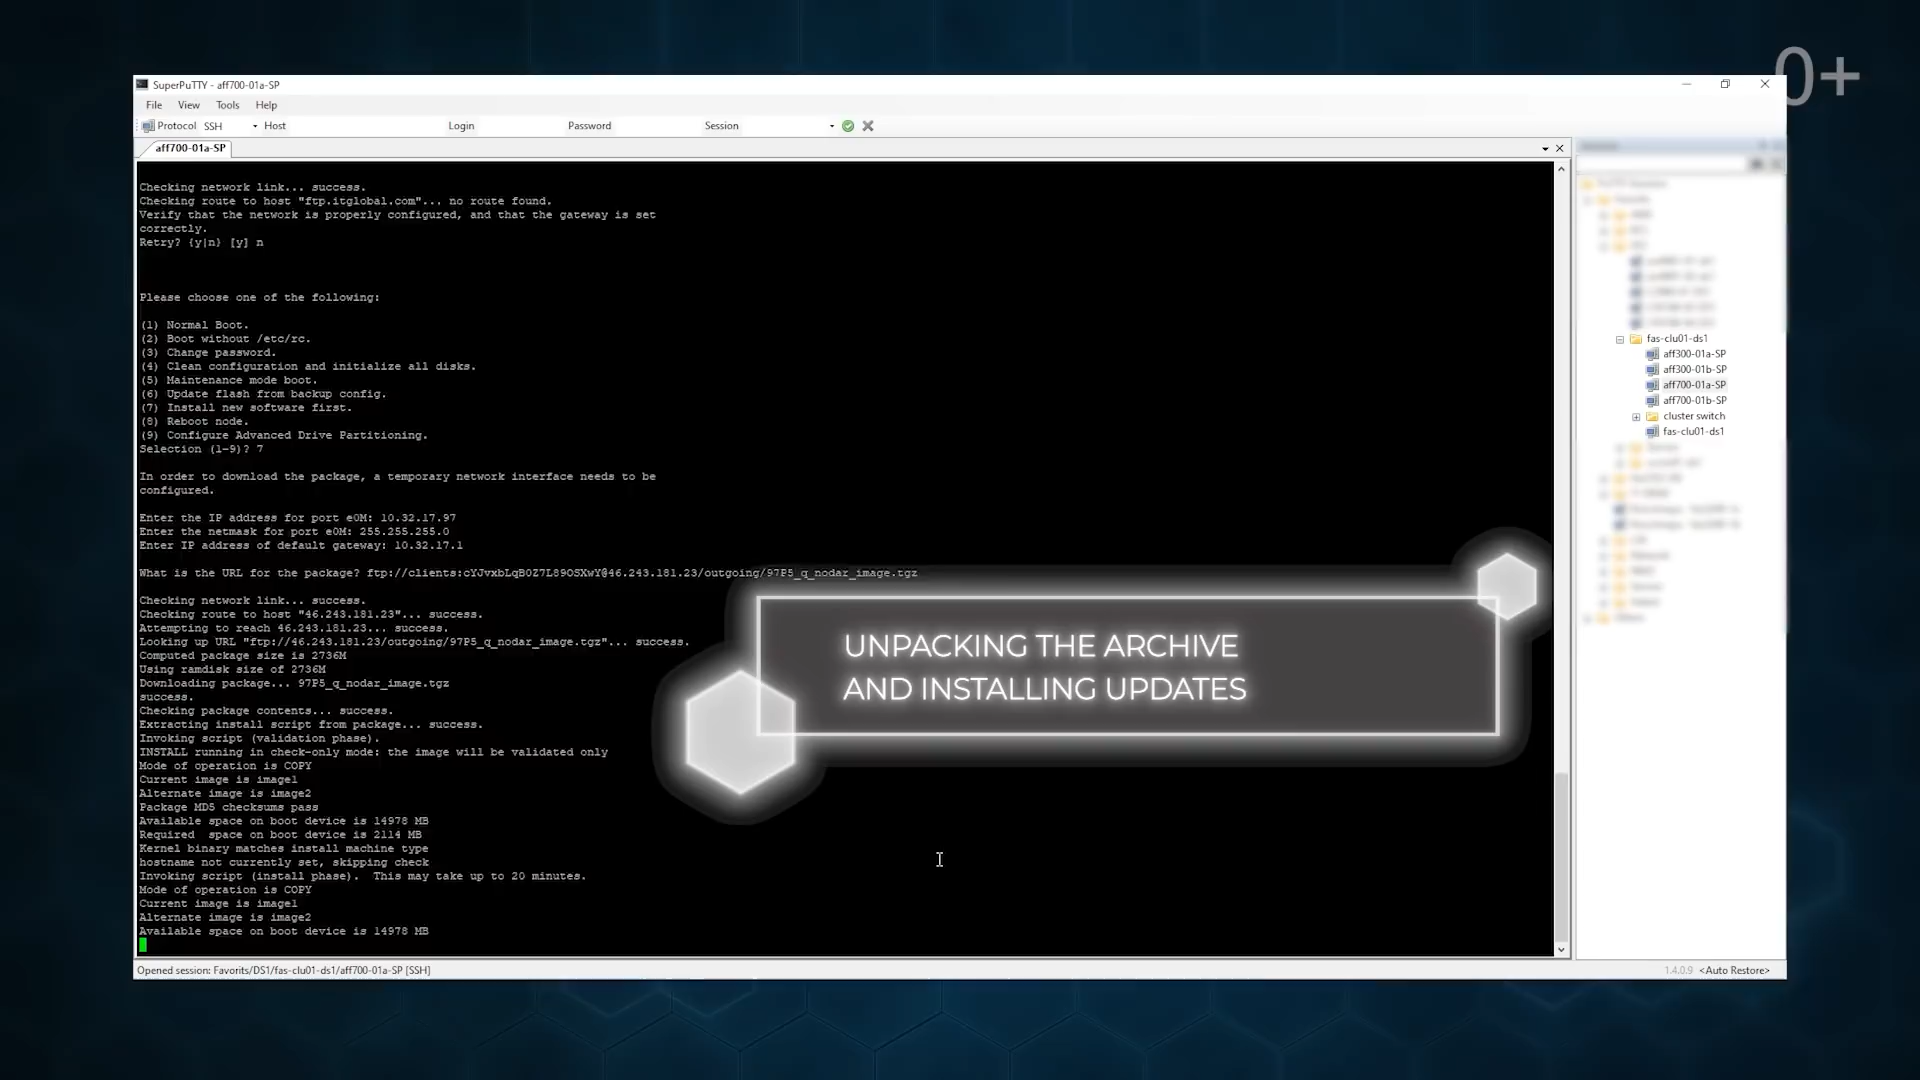 0+
SuperPuTTY - aff700-01a-SP
File View Tools Help
Protocol SSH Host Login Password Session
aff700-01a-SP
Checking network link... success.
Checking route to host "ftp.itglobal.com"... no route found.
Verify that the network is properly configured, and that the gateway is set
correctly.
Retry? {y|n} [y] n
Please choose one of the following:
(1) Normal Boot.
(2) Boot without /etc/rc.
(3) Change password.
(4) Clean configuration and initialize all disks.
(5) Maintenance mode boot.
(6) Update flash from backup config.
(7) Install new software first.
(8) Reboot node.
(9) Configure Advanced Drive Partitioning.
Selection (1-9)? 7
In order to download the package, a temporary network interface needs to be
configured.
Enter the IP address for port e0M: 10.32.17.97
Enter the netmask for port e0M: 255.255.255.0
Enter IP address of default gateway: 10.32.17.1
What is the URL for the package? ftp://clients:cYJvxbLqB0Z7L89OSXwY@46.243.181.23/outgoing/97P5_q_nodar_image.tgz
Checking network link... success.
Checking route to host "46.243.181.23"... success.
Attempting to reach 46.243.181.23... success.
Looking up URL "ftp://46.243.181.23/outgoing/97P5_q_nodar_image.tgz"... success.
Computed package size is 2736M
Using ramdisk size of 2736M
Downloading package... 97P5_q_nodar_image.tgz
success.
Checking package contents... success.
Extracting install script from package... success.
Invoking script (validation phase).
INSTALL running in check-only mode: the image will be validated only
Mode of operation is COPY
Current image is image1
Alternate image is image2
Package MD5 checksums pass
Available space on boot device is 14978 MB
Required  space on boot device is 2114 MB
Kernel binary matches install machine type
hostname not currently set, skipping check
Invoking script (install phase).  This may take up to 20 minutes.
Mode of operation is COPY
Current image is image1
Alternate image is image2
Available space on boot device is 14978 MB
UNPACKING THE ARCHIVE
AND INSTALLING UPDATES
fas-clu01-ds1
aff300-01a-SP
aff300-01b-SP
aff700-01a-SP
aff700-01b-SP
cluster switch
fas-clu01-ds1
Opened session: Favorits/DS1/fas-clu01-ds1/aff700-01a-SP [SSH]
1.4.0.9 <Auto Restore>